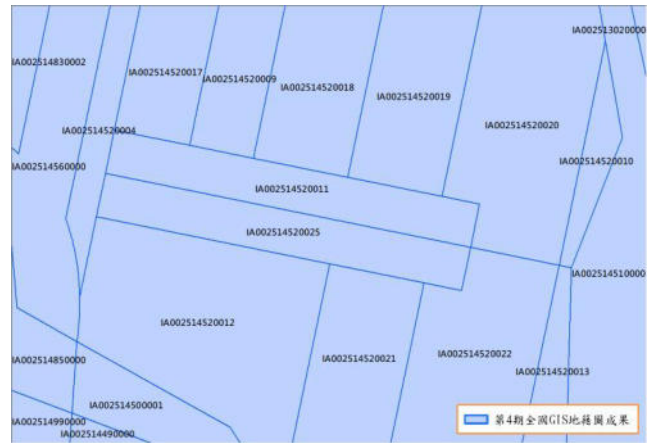 IA002513020000
IA002514830002
IA002514520017
IA002514520009
IA002514520018
IA002514520019
IA002514520020
IA002514520004
IA002514560000
IA002514520010
IA002514520011
IA002514520025
IA002514510000
IA002514520012
IA002514850000
IA002514520021
IA002514520022
IA002514520013
IA002514500001
IA002514990000
IA002514490000
第4期全國GIS地籍圖成果